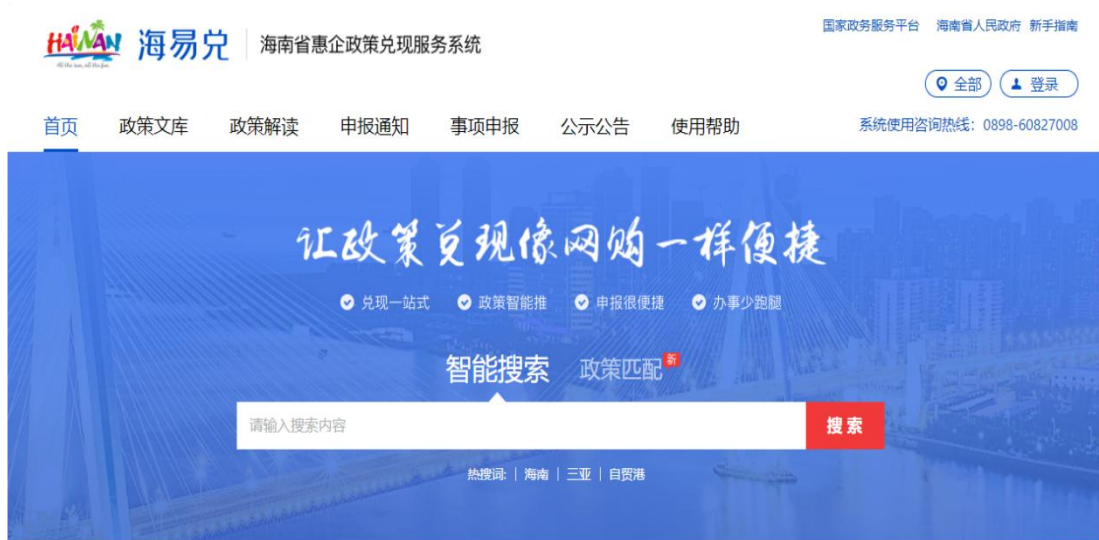 国家政务服务平台 海南省人民政府 新手指南
HAINAN 海易兑 海南省惠企政策兑现服务系统
全部 登录
首页 政策文库 政策解读 申报通知 事项申报 公示公告 使用帮助 系统使用咨询热线：0898-60827008
让政策兑现像网购一样便捷
兑现一站式 政策智能推 申报很便捷 办事少跑腿
智能搜索 政策匹配 新
请输入搜索内容 搜索
热搜词: | 海南 | 三亚 | 自贸港